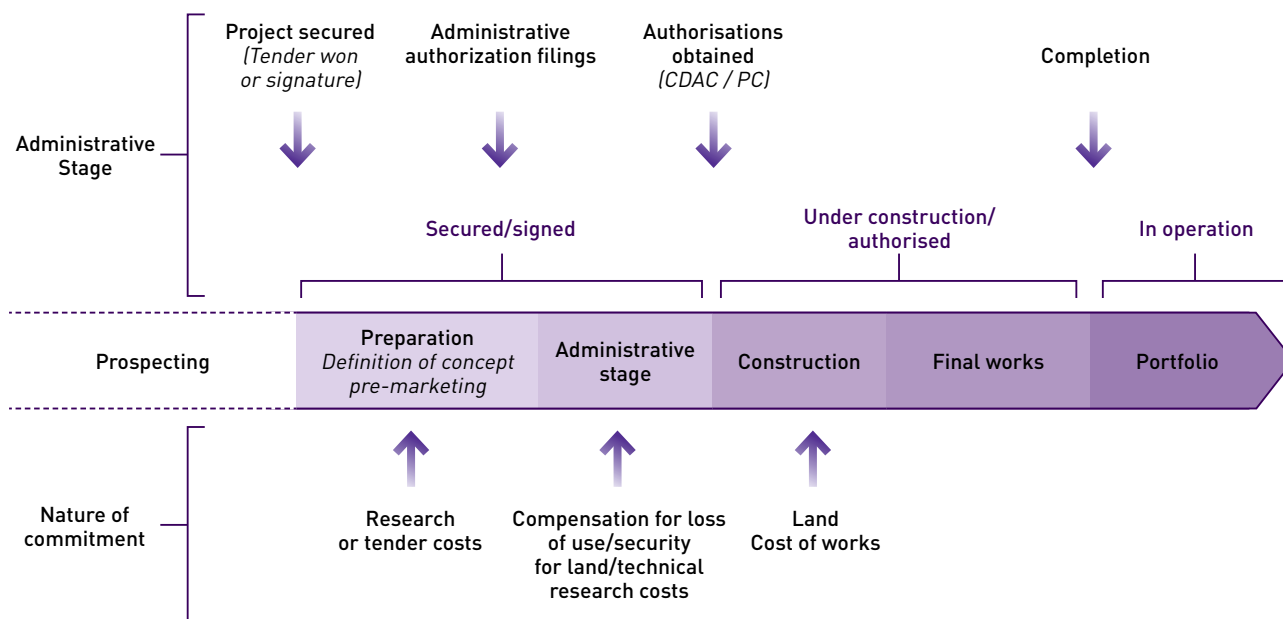 Project secured
(Tender won
or signature)
Administrative
authorization filings
Authorisations
obtained
(CDAC / PC)
Completion
Administrative
Stage
Secured/signed
Under construction/
authorised
In operation
Prospecting
Preparation
Definition of concept
pre-marketing
Administrative
stage
Construction
Final works
Portfolio
Nature of
commitment
Research
or tender costs
Compensation for loss
of use/security
for land/technical
research costs
Land
Cost of works